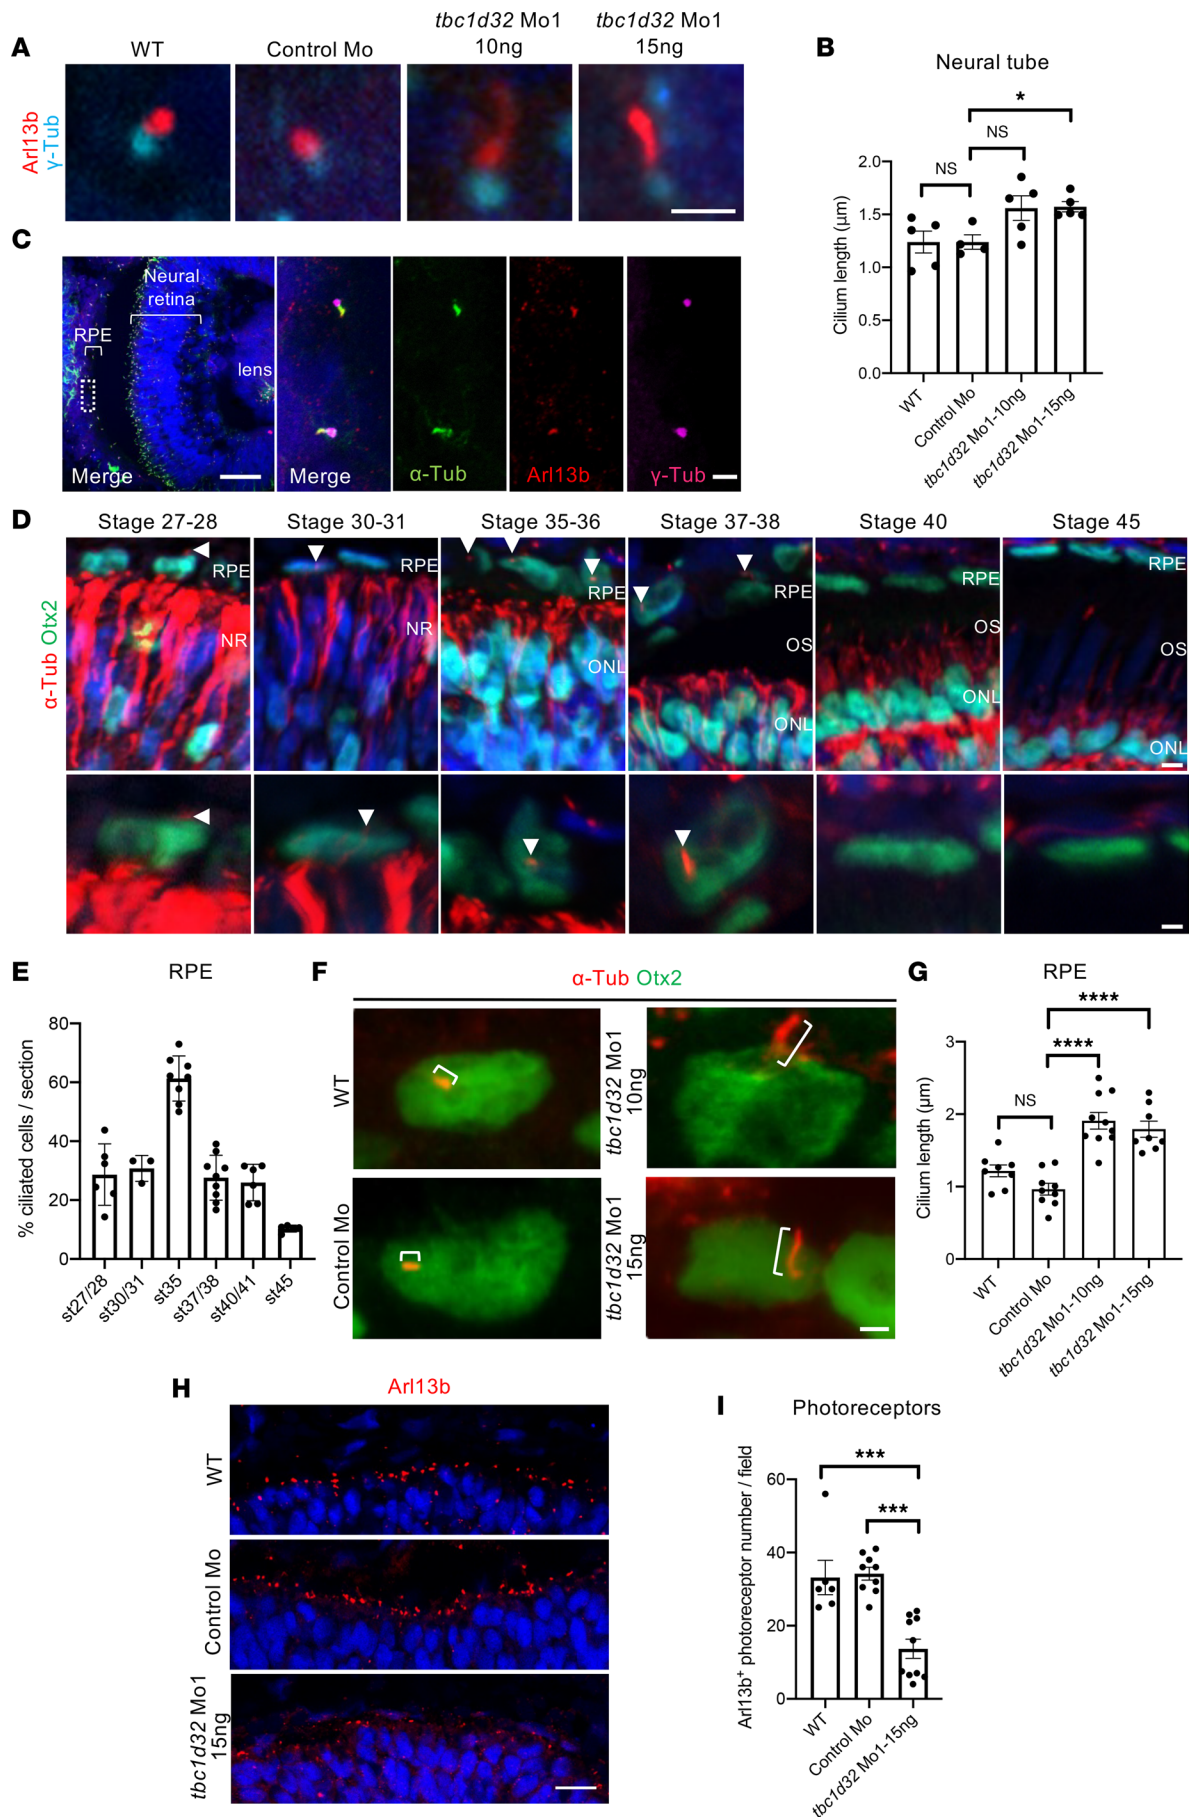 A
WT
Control Mo
tbc1d32 Mo1
10ng
tbc1d32 Mo1
15ng
Arl13b
γ-Tub
B
Neural tube
*
NS
NS
Cilium length (µm)
2.0
1.5
1.0
0.5
0.0
WT
Control Mo
tbc1d32 Mo1-10ng
tbc1d32 Mo1-15ng
C
Neural
retina
RPE
lens
Merge
Merge
α-Tub
Arl13b
γ-Tub
D
Stage 27-28
Stage 30-31
Stage 35-36
Stage 37-38
Stage 40
Stage 45
α-Tub Otx2
RPE
NR
RPE
NR
RPE
ONL
RPE
OS
ONL
RPE
OS
ONL
RPE
OS
ONL
E
RPE
% ciliated cells / section
80
60
40
20
0
st27/28
st30/31
st35
st37/38
st40/41
st45
F
α-Tub Otx2
WT
tbc1d32 Mo1
10ng
Control Mo
tbc1d32 Mo1
15ng
G
RPE
****
****
NS
Cilium length (µm)
3
2
1
0
WT
Control Mo
tbc1d32 Mo1-10ng
tbc1d32 Mo1-15ng
H
Arl13b
WT
Control Mo
tbc1d32 Mo1
15ng
I
Photoreceptors
***
***
Arl13b⁺ photoreceptor number / field
60
40
20
0
WT
Control Mo
tbc1d32 Mo1-15ng